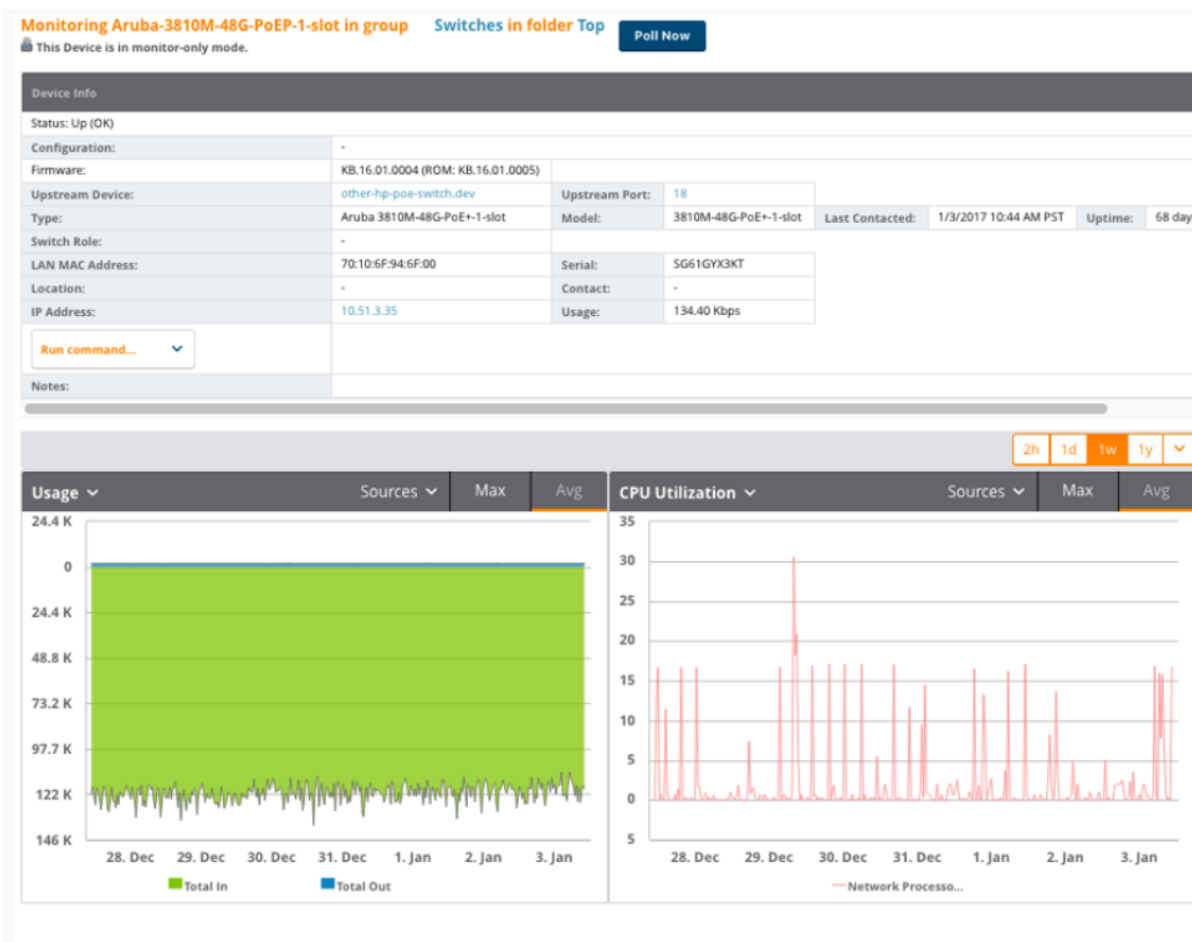 Monitoring Aruba-3810M-48G-PoEP-1-slot in group Switches in folder Top Poll Now
This Device is in monitor-only mode.
Device Info
Status: Up (OK)
Configuration: -
Firmware: KB.16.01.0004 (ROM: KB.16.01.0005)
Upstream Device: other-hp-poe-switch.dev Upstream Port: 18
Type: Aruba 3810M-48G-PoE+-1-slot Model: 3810M-48G-PoE+-1-slot Last Contacted: 1/3/2017 10:44 AM PST Uptime: 68 day
Switch Role: -
LAN MAC Address: 70:10:6F:94:6F:00 Serial: SG61GYX3KT
Location: - Contact: -
IP Address: 10.51.3.35 Usage: 134.40 Kbps
Run command...
Notes:
2h 1d 1w 1y
Usage Sources Max Avg
24.4 K
0
24.4 K
48.8 K
73.2 K
97.7 K
122 K
146 K
28. Dec 29. Dec 30. Dec 31. Dec 1. Jan 2. Jan 3. Jan
Total In Total Out
CPU Utilization Sources Max Avg
35
30
25
20
15
10
5
0
5
28. Dec 29. Dec 30. Dec 31. Dec 1. Jan 2. Jan 3. Jan
Network Processo...